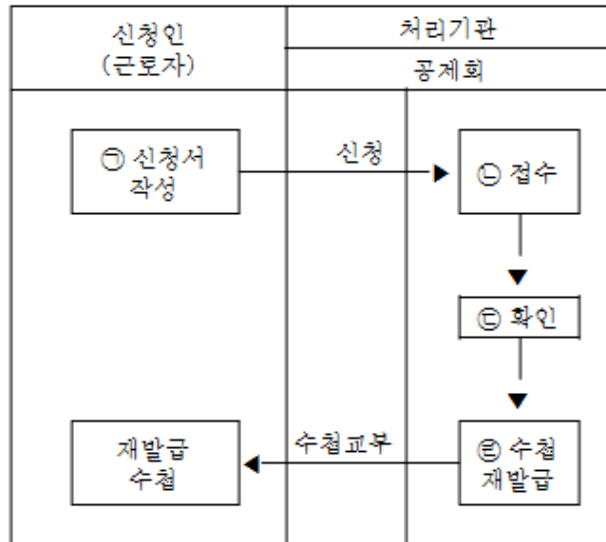 신청인
(근로자)
처리기관
공제회
㉠ 신청서
작성
신청
㉡ 접수
㉢ 확인
재발급
수첩
수첩교부
㉣ 수첩
재발급